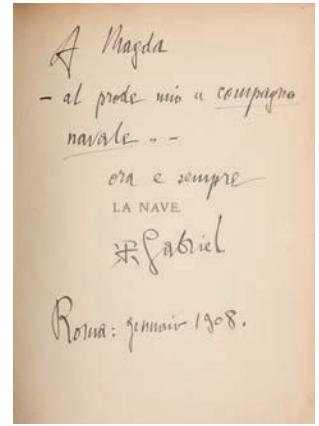 A Magda
– al prode mio « compagno
navale » –
ora e sempre
LA NAVE
Gabriel
Roma: gennaio 1908.